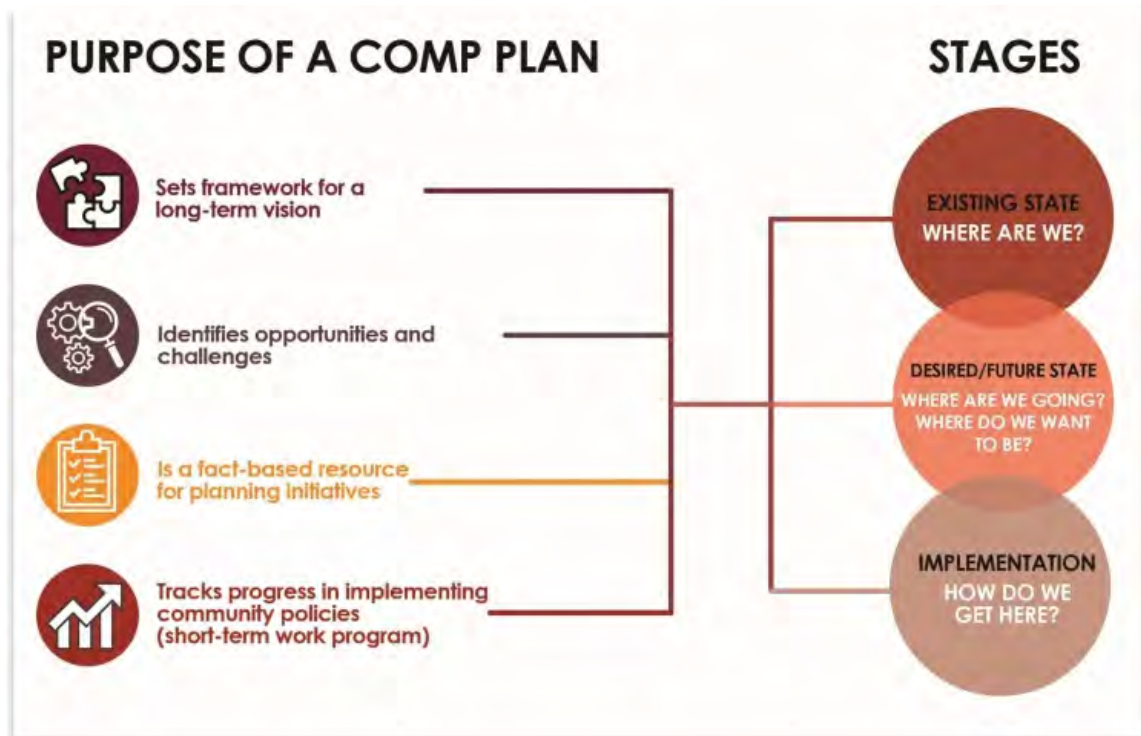 PURPOSE OF A COMP PLAN
Sets framework for a
long-term vision
Identifies opportunities and
challenges
Is a fact-based resource
for planning initiatives
Tracks progress in implementing
community policies
(short-term work program)
STAGES
EXISTING STATE
WHERE ARE WE?
DESIRED/FUTURE STATE
WHERE ARE WE GOING?
WHERE DO WE WANT
TO BE?
IMPLEMENTATION
HOW DO WE
GET HERE?